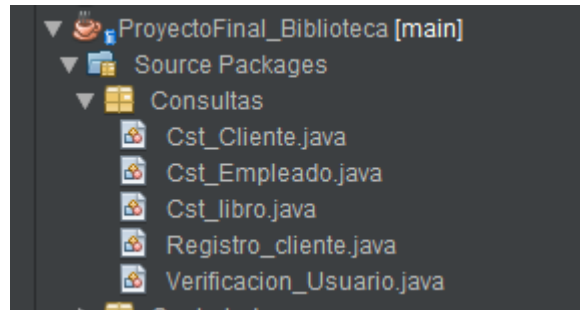 ProyectoFinal_Biblioteca [main]
Source Packages
Consultas
Cst_Cliente.java
Cst_Empleado.java
Cst_libro.java
Registro_cliente.java
Verificacion_Usuario.java